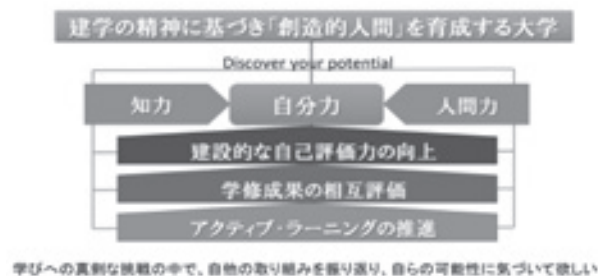 建学の精神に基づき「創造的人間」を育成する大学
Discover your potential
知力 自分力 人間力
建設的な自己評価力の向上
学修成果の相互評価
アクティブ・ラーニングの推進
学びへの真剣な挑戦の中で、自他の取り組みを振り返り、自らの可能性に気づいて欲しい